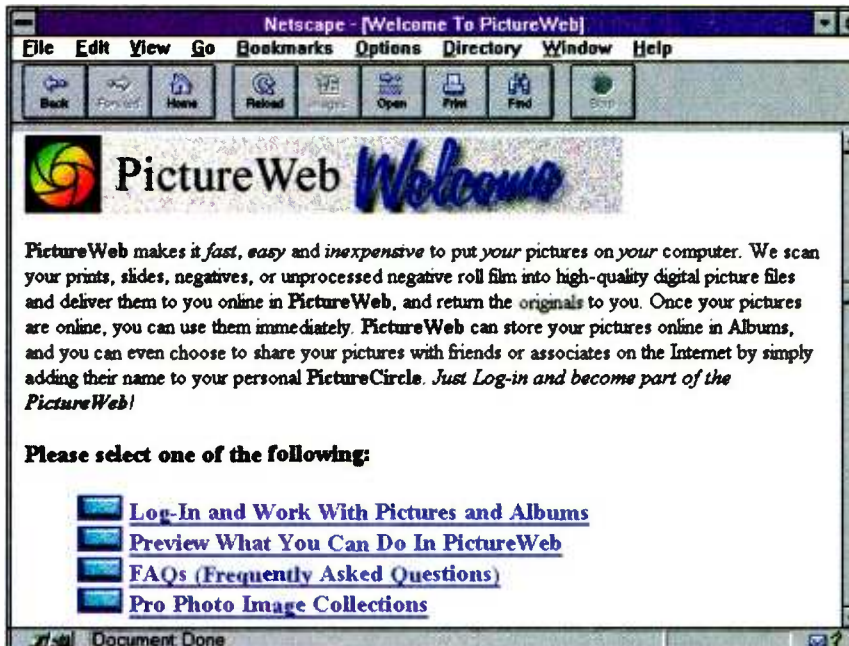 Netscape - [Welcome To PictureWeb]
File Edit View Go Bookmarks Options Directory Window Help
Back Forward Home Reload Images Open Print Find Stop
PictureWeb Welcome
PictureWeb makes it fast, easy and inexpensive to put your pictures on your computer. We scan
your prints, slides, negatives, or unprocessed negative roll film into high-quality digital picture files
and deliver them to you online in PictureWeb, and return the originals to you. Once your pictures
are online, you can use them immediately. PictureWeb can store your pictures online in Albums,
and you can even choose to share your pictures with friends or associates on the Internet by simply
adding their name to your personal PictureCircle. Just Log-in and become part of the
PictureWeb!
Please select one of the following:
Log-In and Work With Pictures and Albums
Preview What You Can Do In PictureWeb
FAQs (Frequently Asked Questions)
Pro Photo Image Collections
Document Done
?